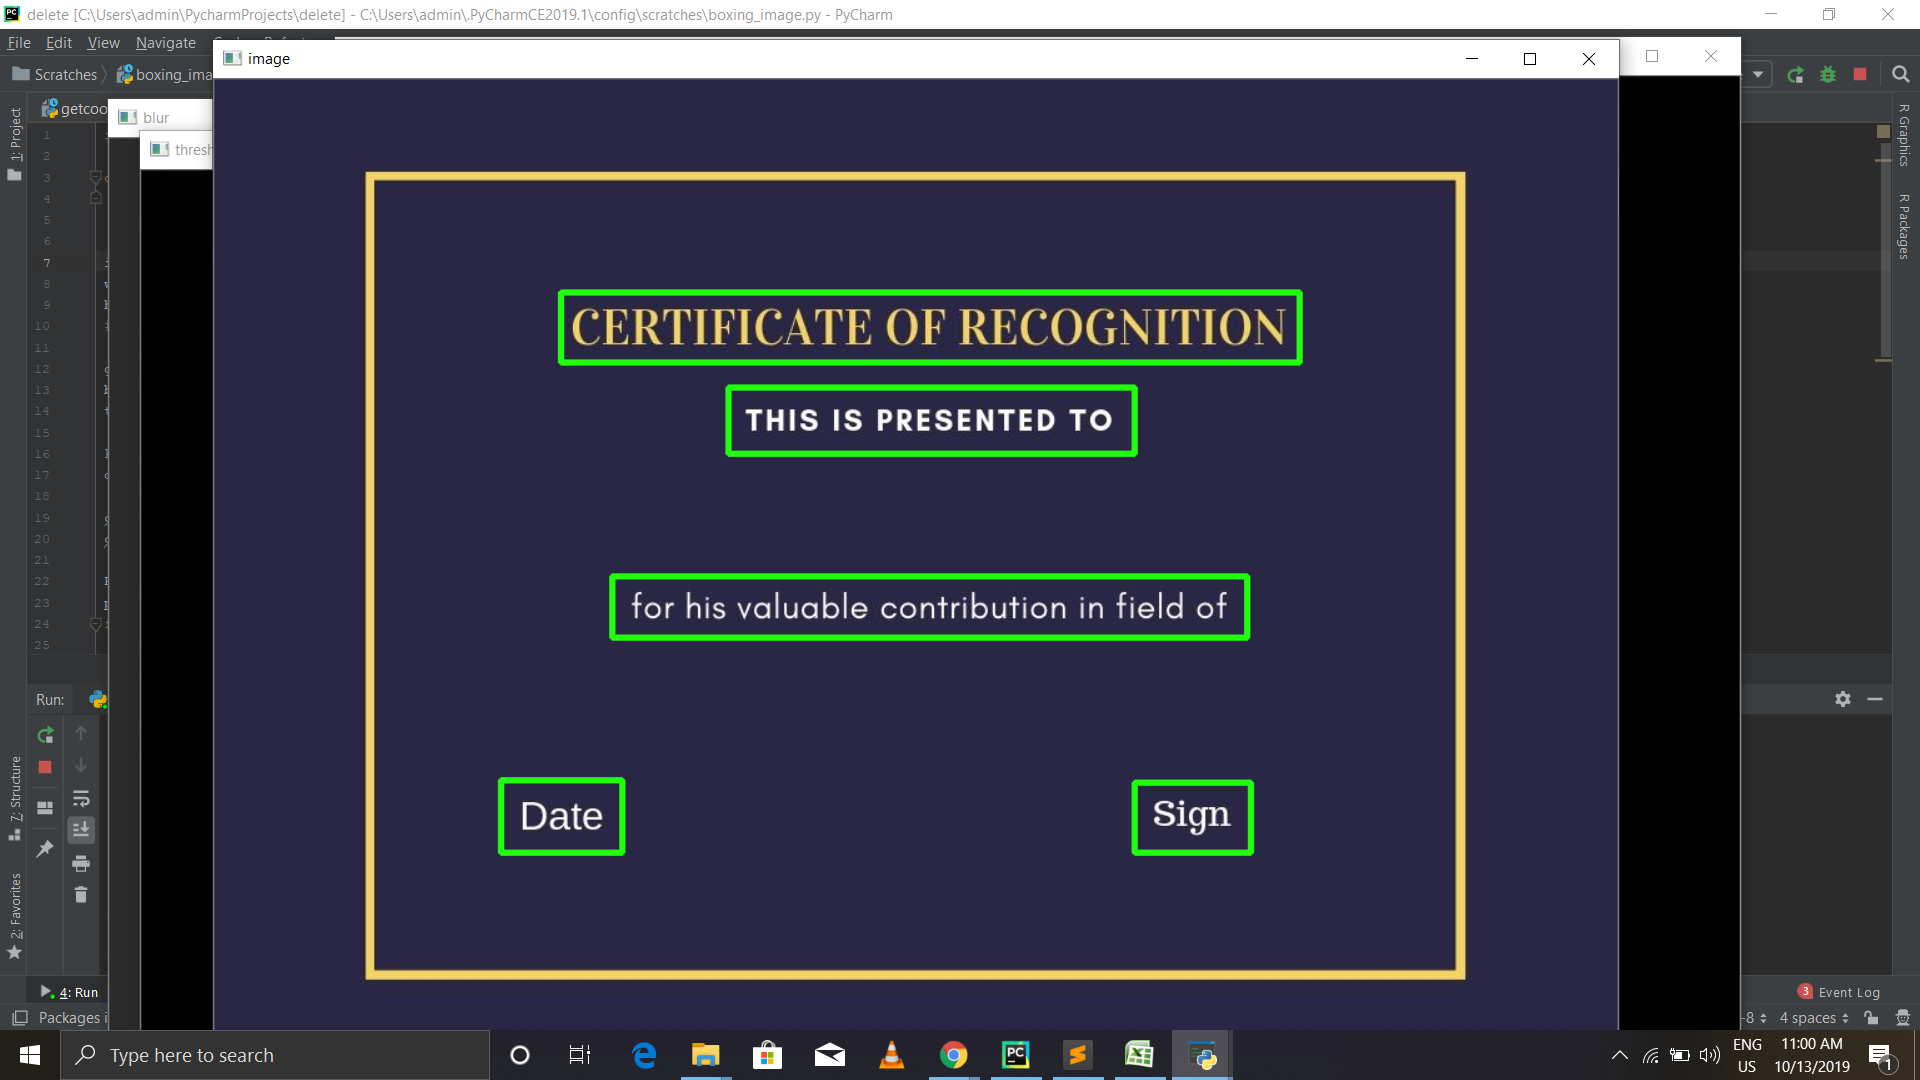 delete [C:\Users\admin\PycharmProjects\delete] - C:\Users\admin\.PyCharmCE2019.1\config\scratches\boxing_image.py - PyCharm
File Edit View Navigate
image
Scratches boxing_ima
getcoo
blur
thresh
1: Project
R Graphics
R Packages
1
2
3
4
5
6
7
8
9
10
11
12
13
14
15
16
17
18
19
20
21
22
23
24
25
CERTIFICATE OF RECOGNITION
THIS IS PRESENTED TO
for his valuable contribution in field of
Date
Sign
Run:
7: Structure
2: Favorites
4: Run
3 Event Log
Packages i
-8 4 spaces
Type here to search
ENG
US
11:00 AM
10/13/2019
1